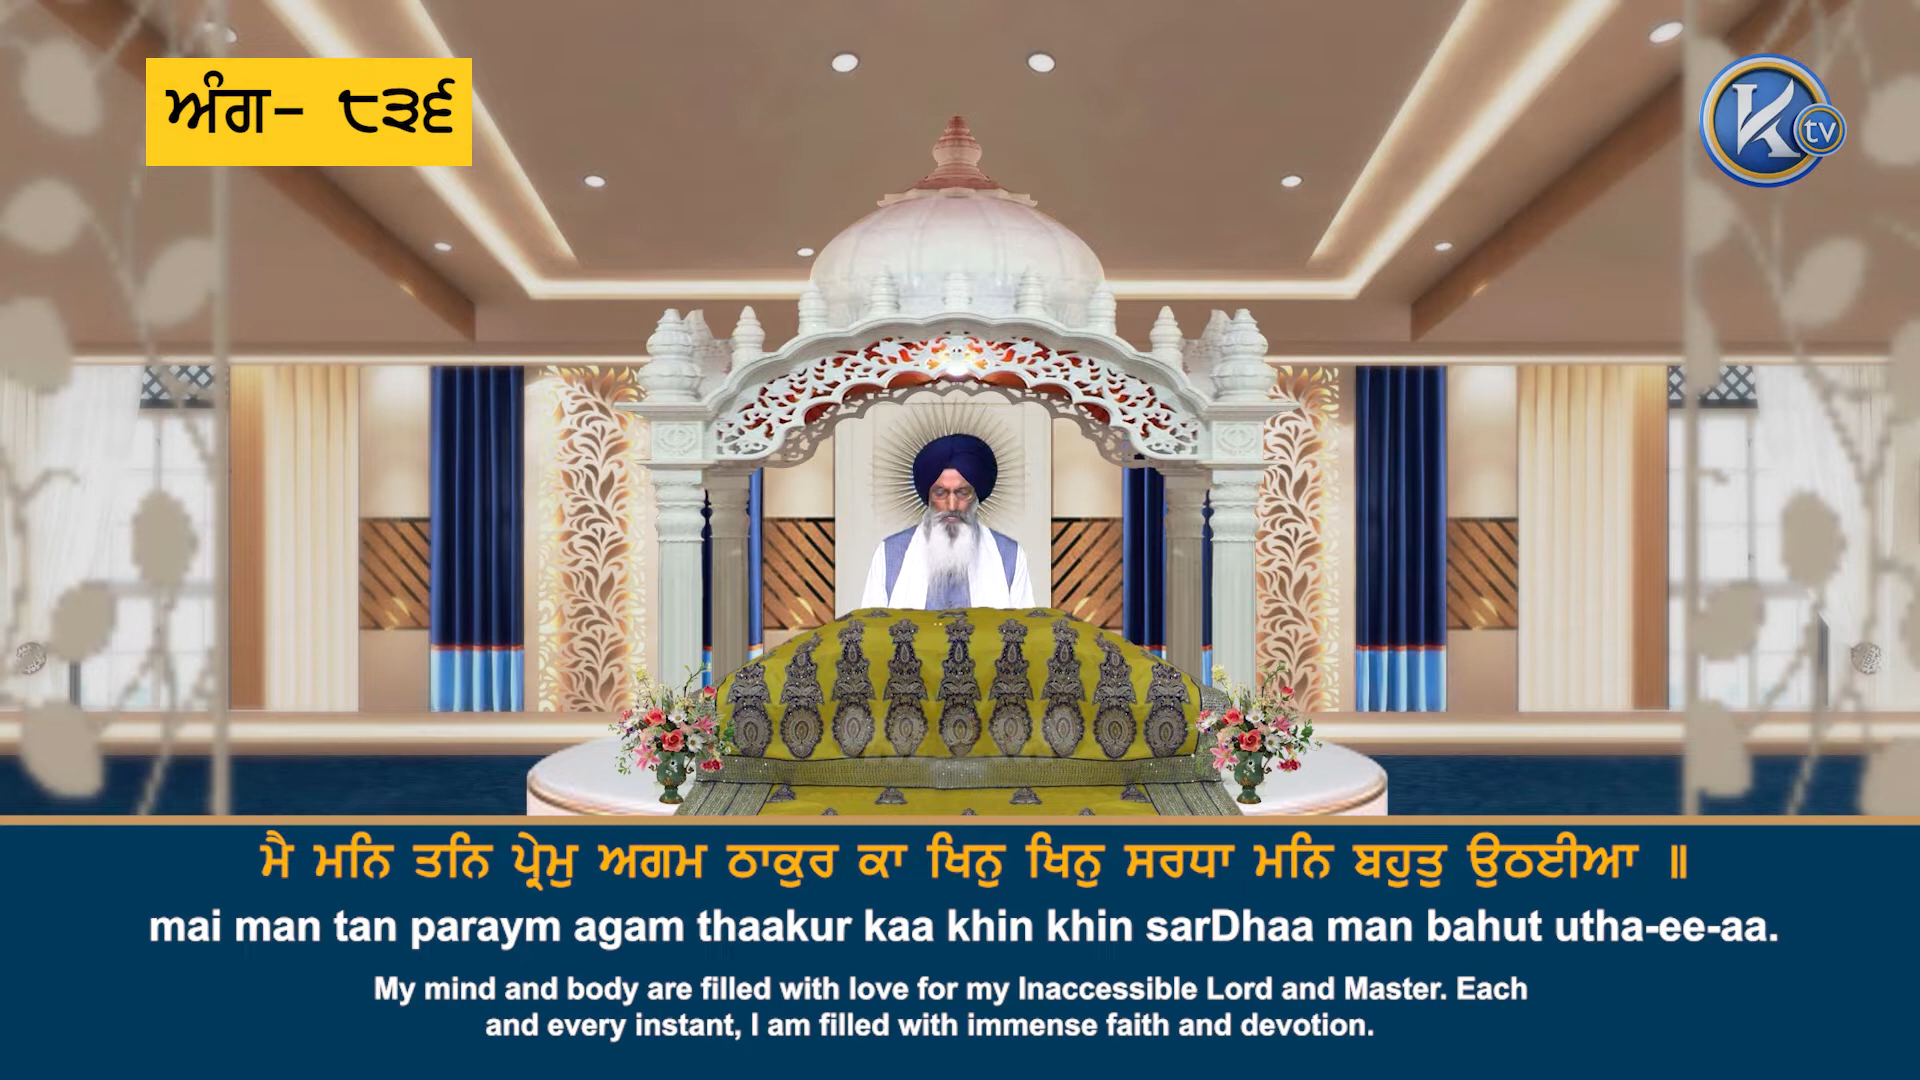 ਅੰਗ- ੮੩੬
K tv
ਮੈ ਮਨਿ ਤਨਿ ਪ੍ਰੇਮੁ ਅਗਮ ਠਾਕੁਰ ਕਾ ਖਿਨੁ ਖਿਨੁ ਸਰਧਾ ਮਨਿ ਬਹੁਤੁ ਉਠਈਆ ॥
mai man tan paraym agam thaakur kaa khin khin sarDhaa man bahut utha-ee-aa.
My mind and body are filled with love for my Inaccessible Lord and Master. Each
and every instant, I am filled with immense faith and devotion.